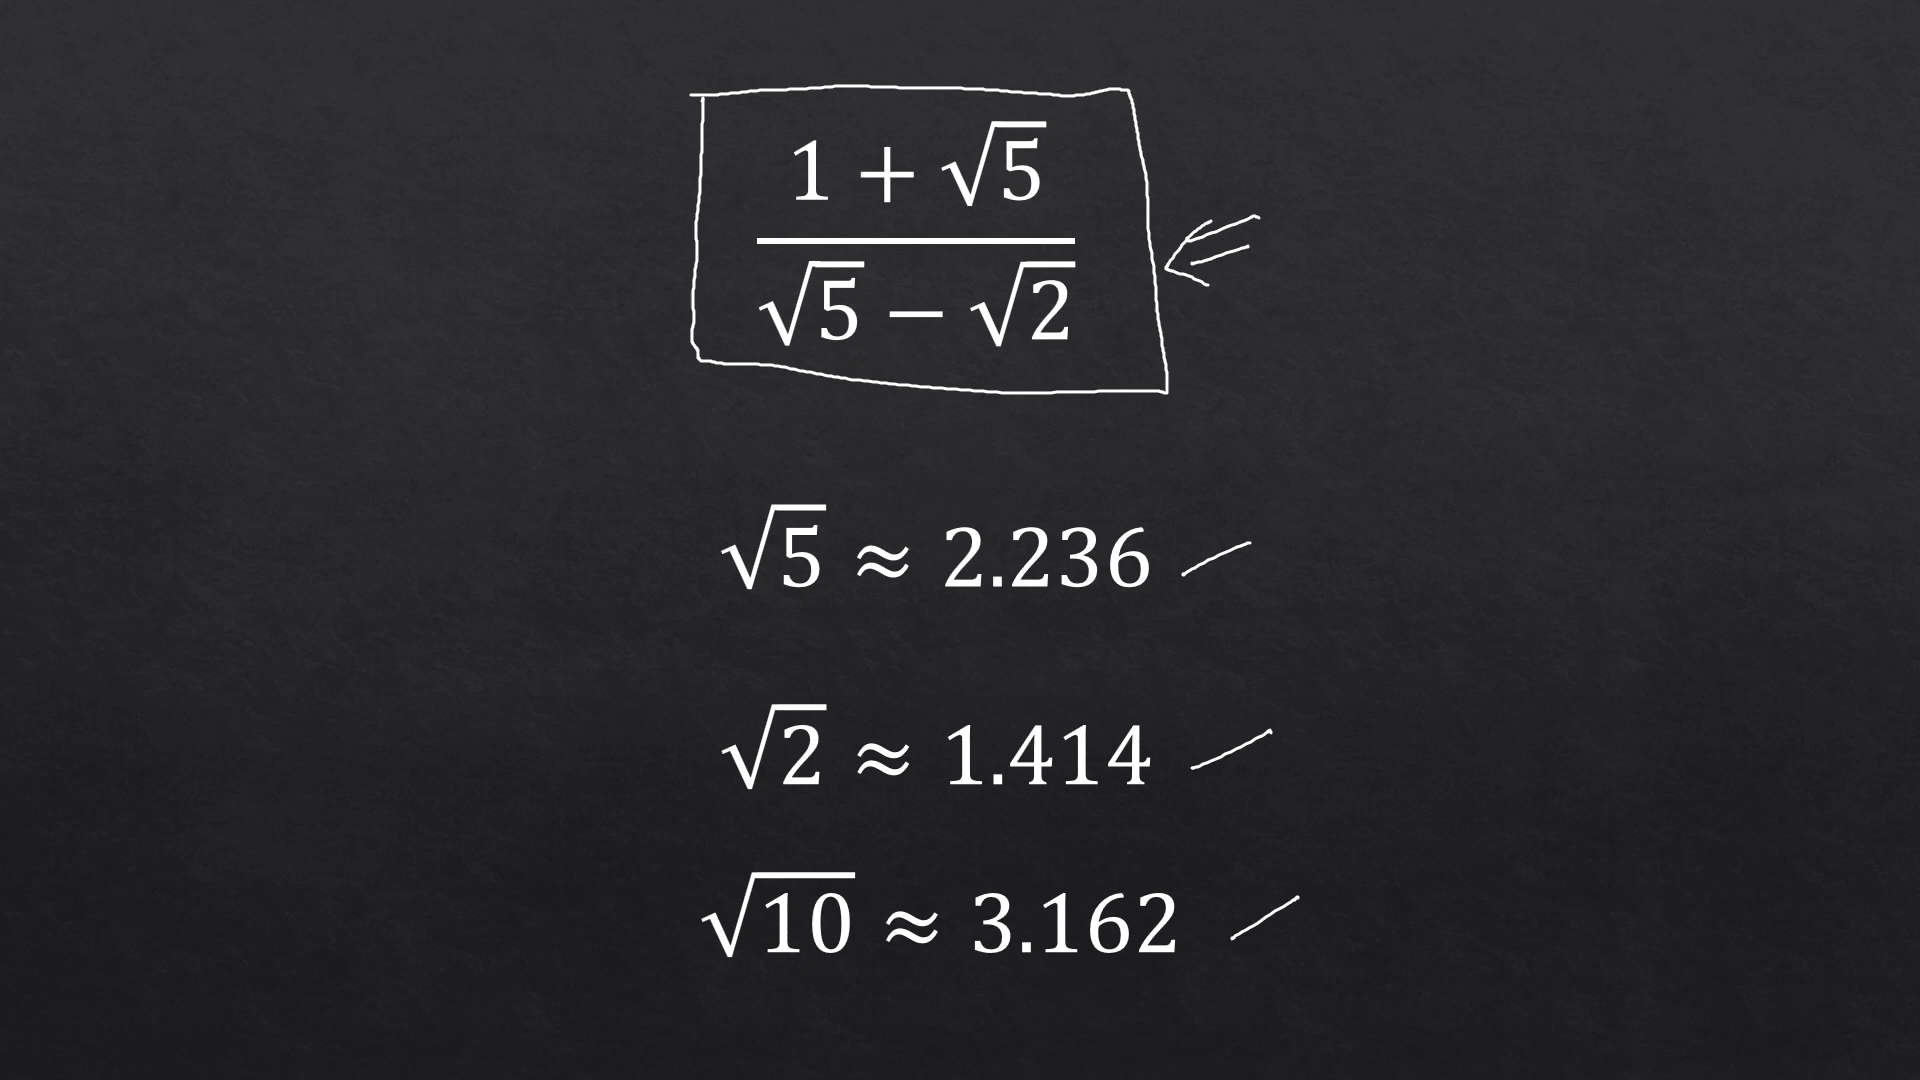 1 + √5
√5 − √2
√5 ≈ 2.236
√2 ≈ 1.414
√10 ≈ 3.162